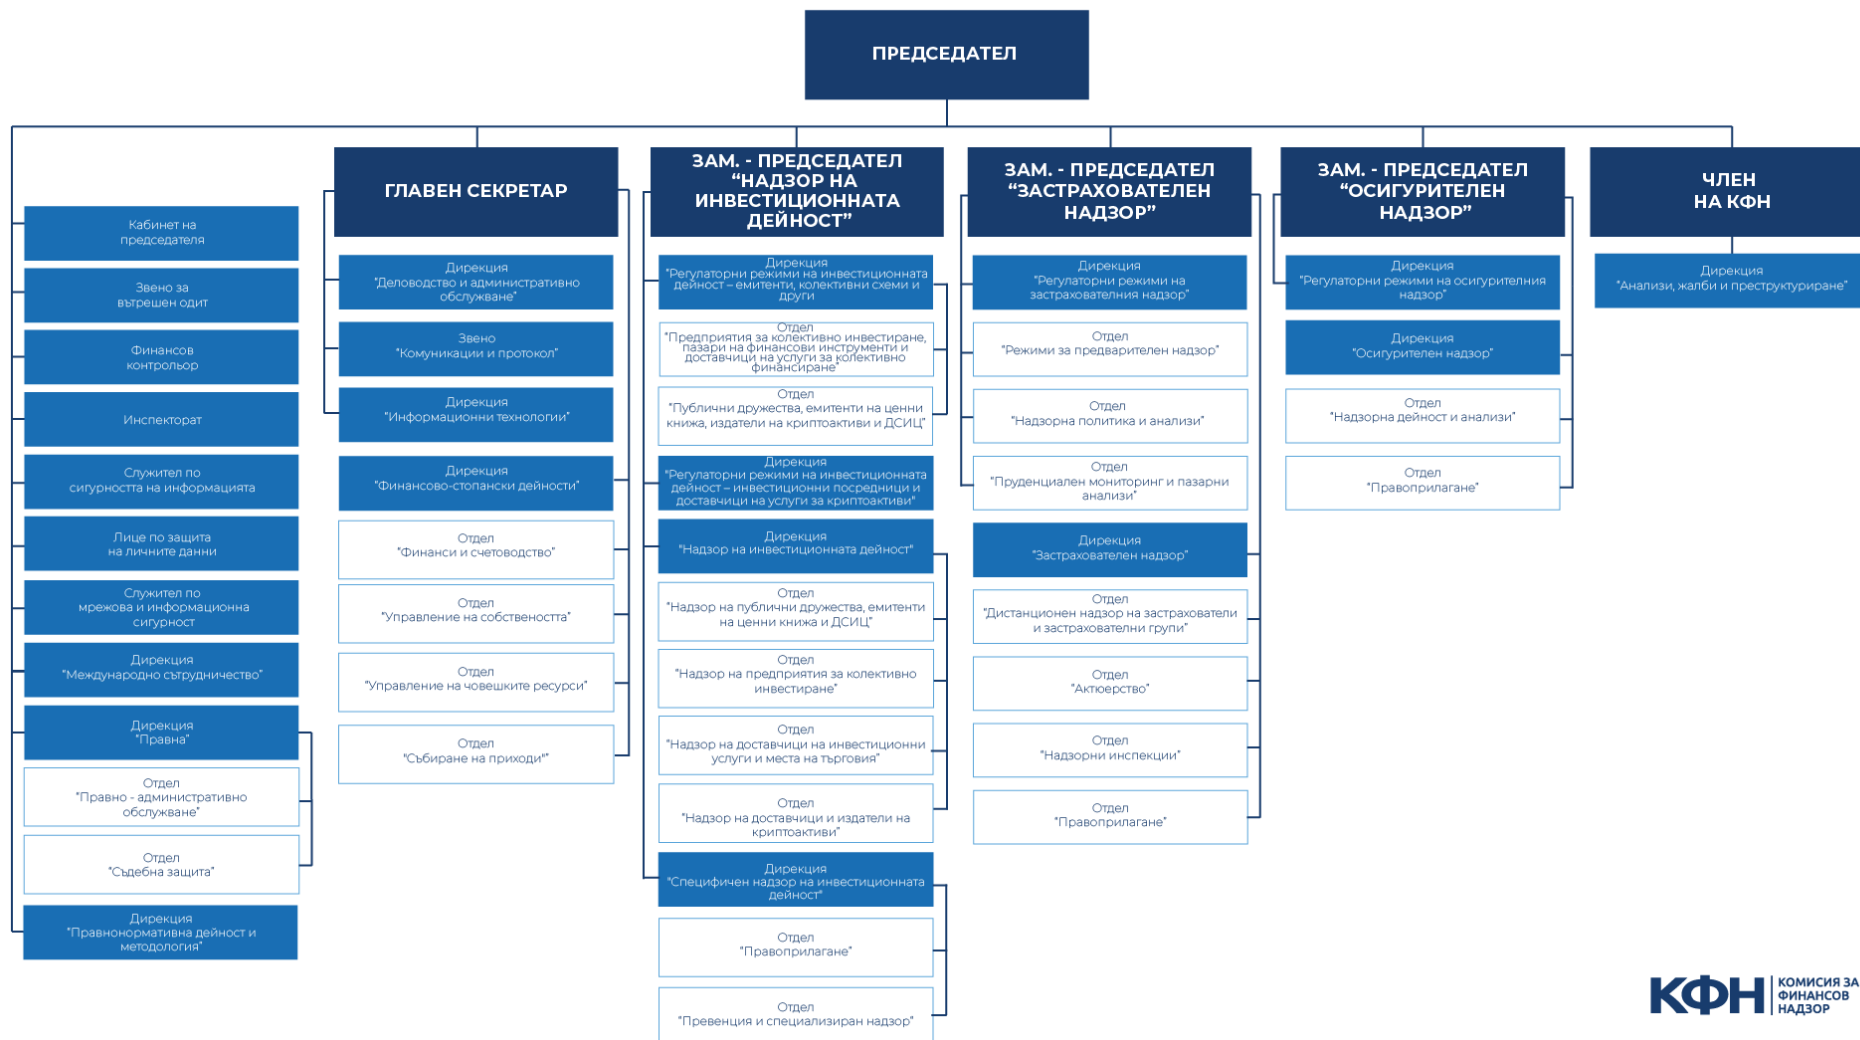 ПРЕДСЕДАТЕЛ
Кабинет на
председателя
Звено за
вътрешен одит
Финансов
контрольор
Инспекторат
Служител по
сигурността на информацията
Лице по защита
на личните данни
Служител по
мрежова и информационна
сигурност
Дирекция
"Международно сътрудничество"
Дирекция
"Правна"
Отдел
"Правно - административно
обслужване"
Отдел
"Съдебна защита"
Дирекция
"Правнонормативна дейност и
методология"
ГЛАВЕН СЕКРЕТАР
Дирекция
"Деловодство и административно
обслужване"
Звено
"Комуникации и протокол"
Дирекция
"Информационни технологии"
Дирекция
"Финансово-стопански дейности"
Отдел
"Финанси и счетоводство"
Отдел
"Управление на собствеността"
Отдел
"Управление на човешките ресурси"
Отдел
"Събиране на приходи"
ЗАМ. - ПРЕДСЕДАТЕЛ
“НАДЗОР НА
ИНВЕСТИЦИОННАТА
ДЕЙНОСТ”
Дирекция
"Регулаторни режими на инвестиционната
дейност – емитенти, колективни схеми и
други
Отдел
"Предприятия за колективно инвестиране,
пазари на финансови инструменти и
доставчици на услуги за колективно
финансиране"
Отдел
"Публични дружества, емитенти на ценни
книжа, издатели на криптоактиви и ДСИЦ"
Дирекция
"Регулаторни режими на инвестиционната
дейност – инвестиционни посредници и
доставчици на услуги за криптоактиви"
Дирекция
"Надзор на инвестиционната дейност"
Отдел
"Надзор на публични дружества, емитенти
на ценни книжа и ДСИЦ"
Отдел
"Надзор на предприятия за колективно
инвестиране"
Отдел
"Надзор на доставчици на инвестиционни
услуги и места на търговия"
Отдел
"Надзор на доставчици и издатели на
криптоактиви"
Дирекция
"Специфичен надзор на инвестиционната
дейност"
Отдел
"Правоприлагане"
Отдел
"Превенция и специализиран надзор"
ЗАМ. - ПРЕДСЕДАТЕЛ
“ЗАСТРАХОВАТЕЛЕН
НАДЗОР”
Дирекция
"Регулаторни режими на
застрахователния надзор"
Отдел
"Режими за предварителен надзор"
Отдел
"Надзорна политика и анализи"
Отдел
"Пруденциален мониторинг и пазарни
анализи"
Дирекция
"Застрахователен надзор"
Отдел
"Дистанционен надзор на застрахователи
и застрахователни групи"
Отдел
"Актюерство"
Отдел
"Надзорни инспекции"
Отдел
"Правоприлагане"
ЗАМ. - ПРЕДСЕДАТЕЛ
“ОСИГУРИТЕЛЕН
НАДЗОР”
Дирекция
"Регулаторни режими на осигурителния
надзор"
Дирекция
"Осигурителен надзор"
Отдел
"Надзорна дейност и анализи"
Отдел
"Правоприлагане"
ЧЛЕН
НА КФН
Дирекция
"Анализи, жалби и преструктуриране"
КФН
КОМИСИЯ ЗА
ФИНАНСОВ
НАДЗОР